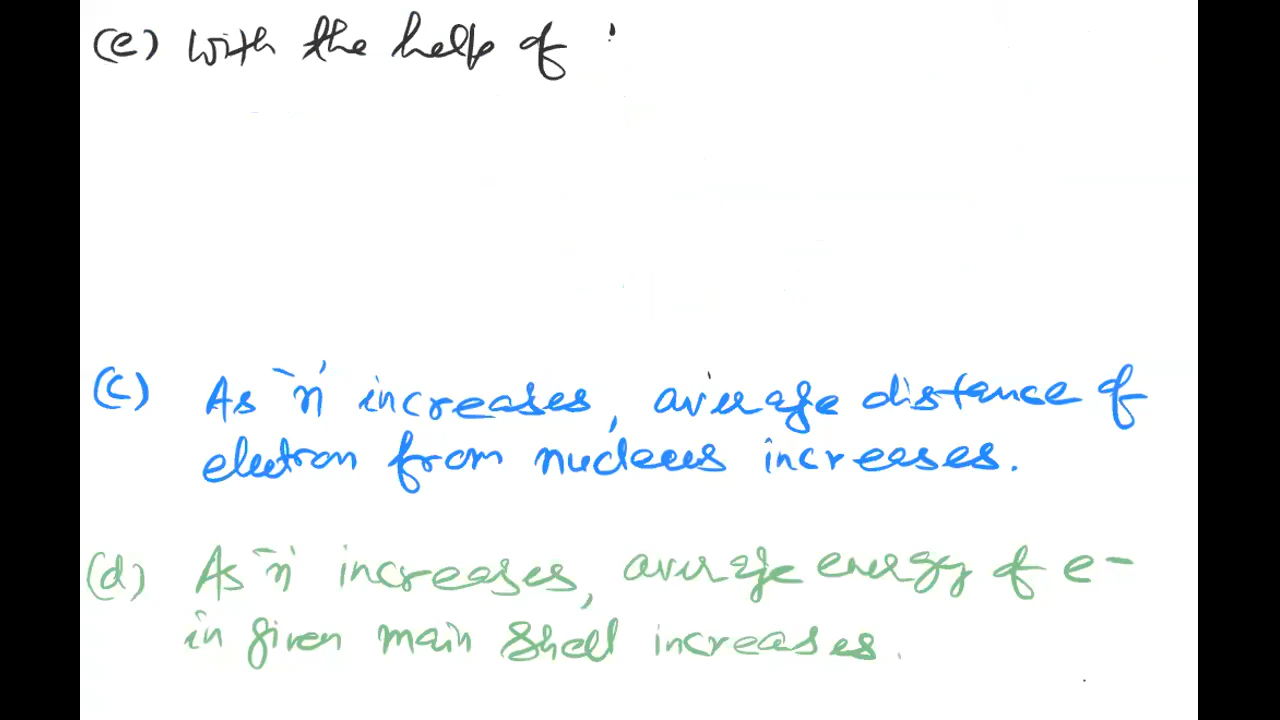 (e) With the help of '
(c) As 'n' increases, average distance of
electron from nucleus increases.
(d) As 'n' increases, average energy of e-
in given main shell increases.